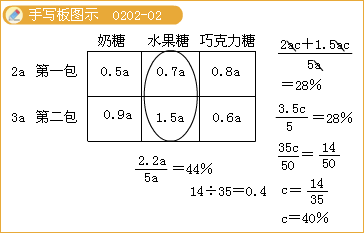 手写板图示 0202-02
奶糖 水果糖 巧克力糖
2a 第一包 0.5a 0.7a 0.8a
3a 第二包 0.9a 1.5a 0.6a
2.2a/5a =44%
14÷35=0.4
2ac+1.5ac/5a
=28%
3.5c/5 =28%
35c/50 = 14/50
c= 14/35
c=40%